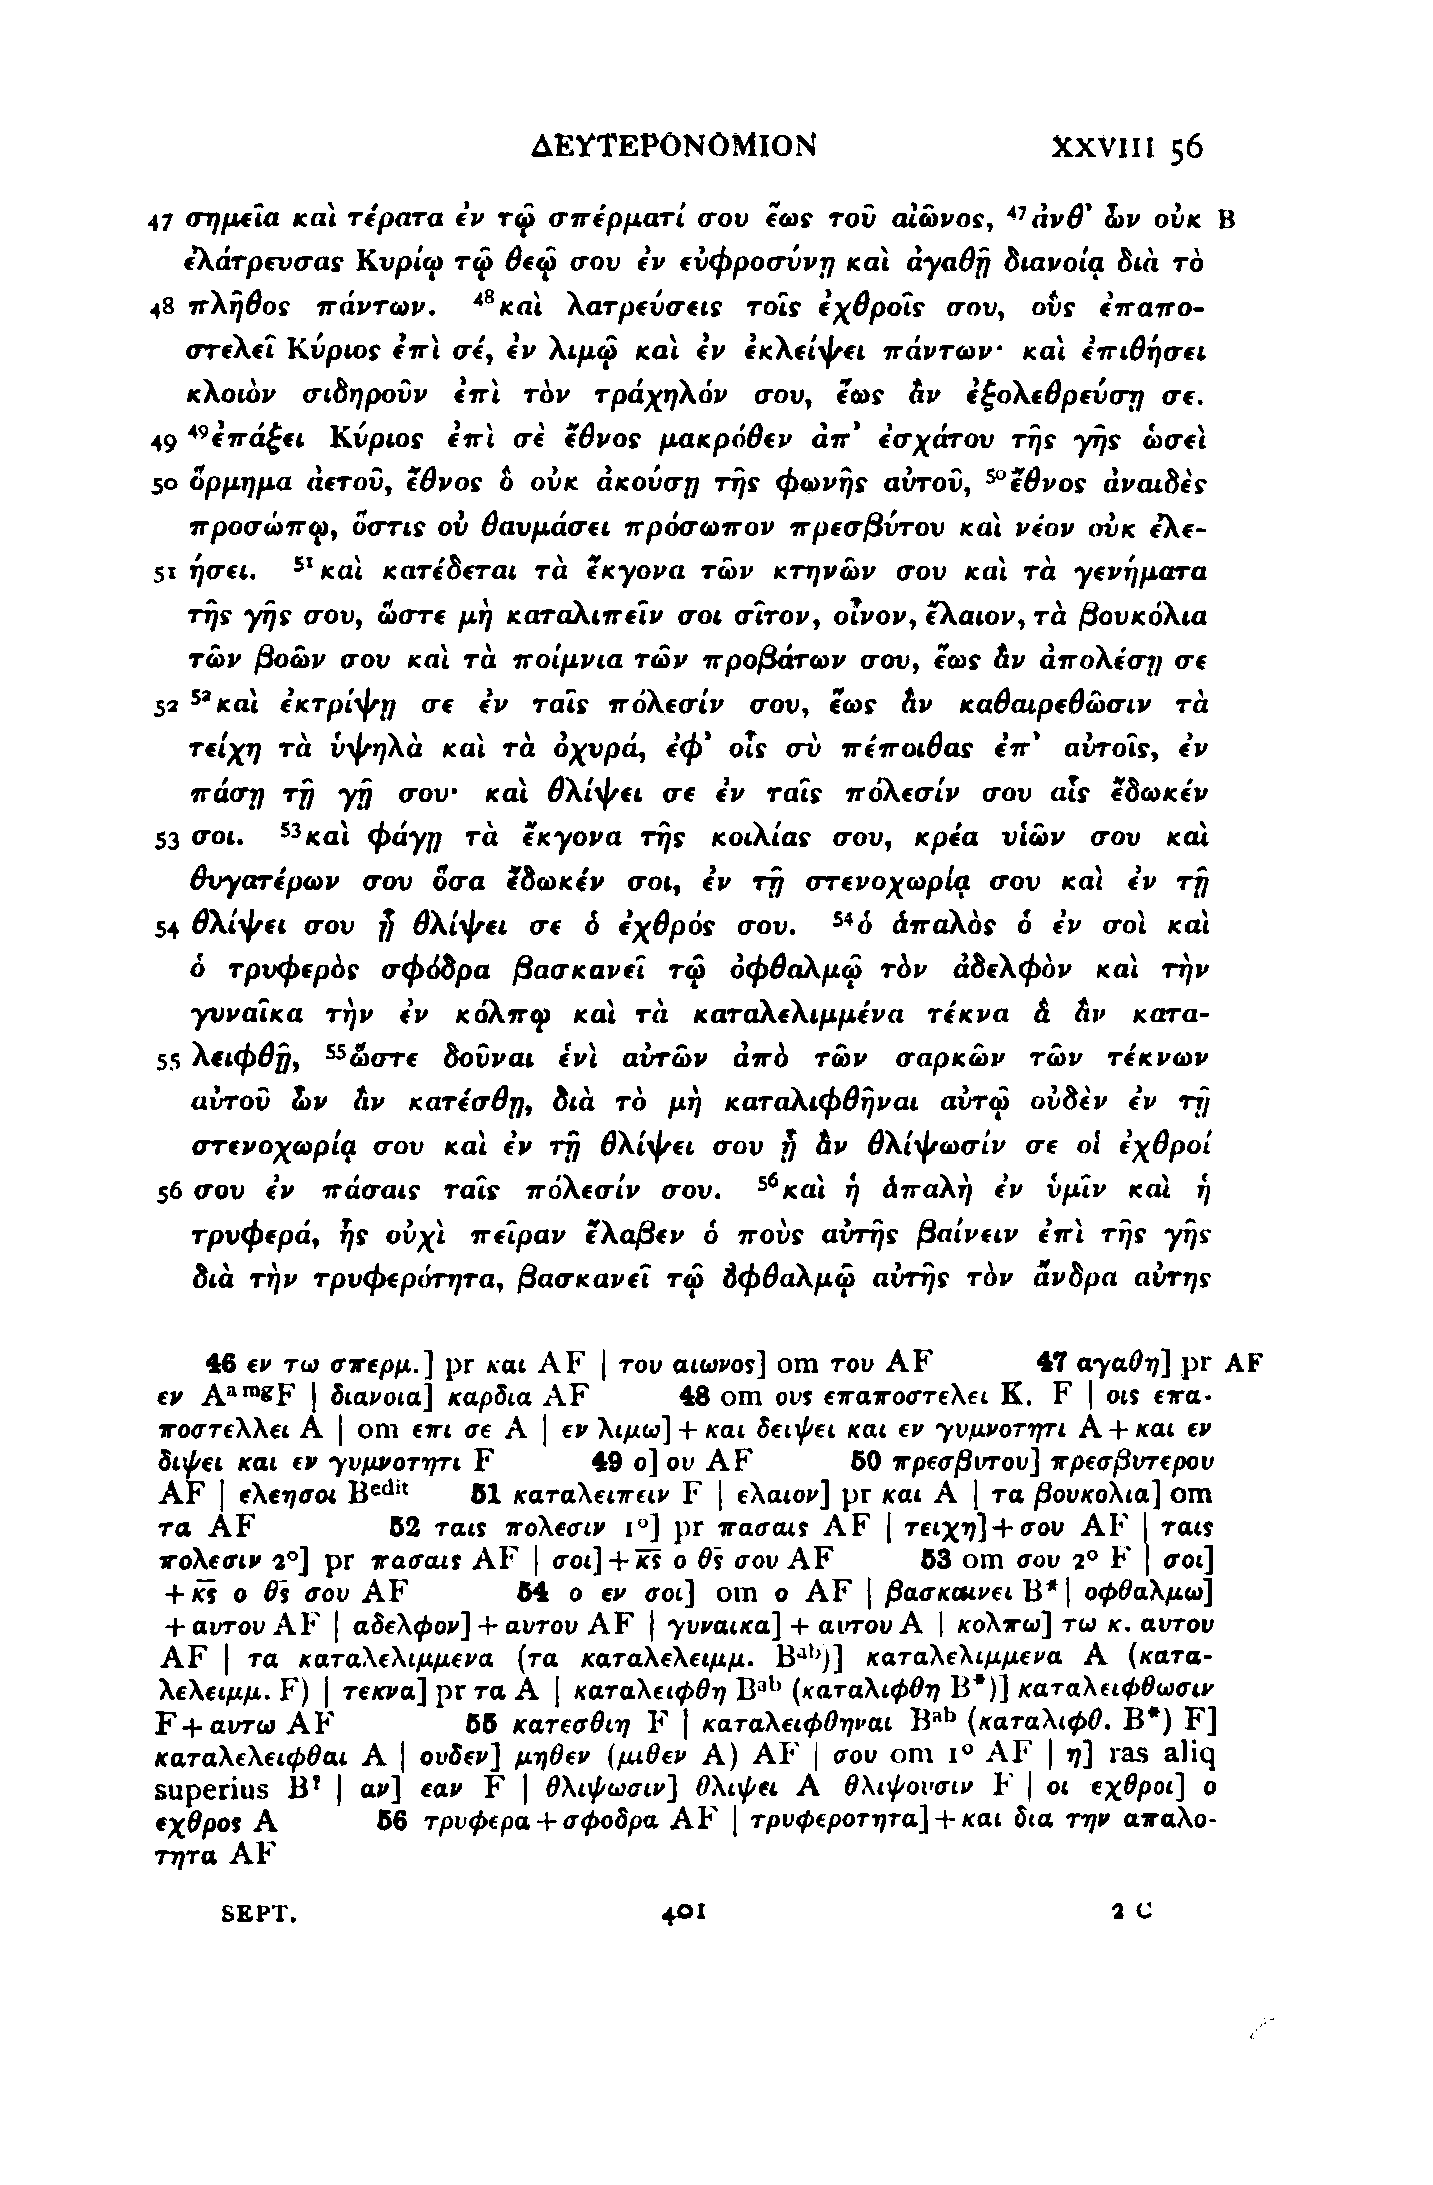 ΔΕΥΤΕΡΟΝΟΜΙΟΝ XXVIII 56
47 σημεῖα καὶ τέρατα ἐν τῷ σπέρματί σου ἕως τοῦ αἰῶνος, ⁴⁷ἀνθ’ ὧν οὐκ B
ἐλάτρευσας Κυρίῳ τῷ θεῷ σου ἐν εὐφροσύνῃ καὶ ἀγαθῇ διανοίᾳ διὰ τὸ
48 πλῆθος πάντων. ⁴⁸καὶ λατρεύσεις τοῖς ἐχθροῖς σου, οὓς ἐπαπο-
στελεῖ Κύριος ἐπὶ σέ, ἐν λιμῷ καὶ ἐν ἐκλείψει πάντων· καὶ ἐπιθήσει
κλοιὸν σιδηροῦν ἐπὶ τὸν τράχηλόν σου, ἕως ἂν ἐξολεθρεύσῃ σε.
49 ⁴⁹ἐπάξει Κύριος ἐπὶ σὲ ἔθνος μακρόθεν ἀπ’ ἐσχάτου τῆς γῆς ὡσεὶ
50 ὅρμημα ἀετοῦ, ἔθνος ὃ οὐκ ἀκούσῃ τῆς φωνῆς αὐτοῦ, ⁵⁰ἔθνος ἀναιδὲς
προσώπῳ, ὅστις οὐ θαυμάσει πρόσωπον πρεσβύτου καὶ νέον οὐκ ἐλε-
51 ήσει. ⁵¹καὶ κατέδεται τὰ ἔκγονα τῶν κτηνῶν σου καὶ τὰ γενήματα
τῆς γῆς σου, ὥστε μὴ καταλιπεῖν σοι σῖτον, οἶνον, ἔλαιον, τὰ βουκόλια
τῶν βοῶν σου καὶ τὰ ποίμνια τῶν προβάτων σου, ἕως ἂν ἀπολέσῃ σε
52 ⁵²καὶ ἐκτρίψῃ σε ἐν ταῖς πόλεσίν σου, ἕως ἂν καθαιρεθῶσιν τὰ
τείχη τὰ ὑψηλὰ καὶ τὰ ὀχυρά, ἐφ’ οἷς σὺ πέποιθας ἐπ’ αὐτοῖς, ἐν
πάσῃ τῇ γῇ σου· καὶ θλίψει σε ἐν ταῖς πόλεσίν σου αἷς ἔδωκέν
53 σοι. ⁵³καὶ φάγῃ τὰ ἔκγονα τῆς κοιλίας σου, κρέα υἱῶν σου καὶ
θυγατέρων σου ὅσα ἔδωκέν σοι, ἐν τῇ στενοχωρίᾳ σου καὶ ἐν τῇ
54 θλίψει σου ᾗ θλίψει σε ὁ ἐχθρός σου. ⁵⁴ὁ ἁπαλὸς ὁ ἐν σοὶ καὶ
ὁ τρυφερὸς σφόδρα βασκανεῖ τῷ ὀφθαλμῷ τὸν ἀδελφὸν καὶ τὴν
γυναῖκα τὴν ἐν κόλπῳ καὶ τὰ καταλελιμμένα τέκνα ἃ ἂν κατα-
55 λειφθῇ, ⁵⁵ὥστε δοῦναι ἑνὶ αὐτῶν ἀπὸ τῶν σαρκῶν τῶν τέκνων
αὐτοῦ ὧν ἂν κατέσθῃ, διὰ τὸ μὴ καταλιφθῆναι αὐτῷ οὐδὲν ἐν τῇ
στενοχωρίᾳ σου καὶ ἐν τῇ θλίψει σου ᾗ ἂν θλίψωσίν σε οἱ ἐχθροί
56 σου ἐν πάσαις ταῖς πόλεσίν σου. ⁵⁶καὶ ἡ ἁπαλὴ ἐν ὑμῖν καὶ ἡ
τρυφερά, ἧς οὐχὶ πεῖραν ἔλαβεν ὁ ποὺς αὐτῆς βαίνειν ἐπὶ τῆς γῆς
διὰ τὴν τρυφερότητα, βασκανεῖ τῷ ὀφθαλμῷ αὐτῆς τὸν ἄνδρα αὐτης
46 εν τω σπερμ.] pr και AF | του αιωνος] om του AF 47 αγαθη] pr AF
εν AᵃᵐᵍF | διανοια] καρδια AF 48 om ους επαποστελει K. F | οις επα-
ποστελλει A | om επι σε A | εν λιμω] + και δειψει και εν γυμνοτητι A + και εν
διψει και εν γυμνοτητι F 49 ο] ου AF 50 πρεσβυτου] πρεσβυτερου
AF | ελεησοι Bᵉᵈⁱᵗ 51 καταλειπειν F | ελαιον] pr και A | τα βουκολια] om
τα AF 52 ταις πολεσιν 1°] pr πασαις AF | τειχη] + σου AF | ταις
πολεσιν 2°] pr πασαις AF | σοι] + κ̅ς̅ ο θ̅ς̅ σου AF 53 om σου 2° F | σοι]
+ κ̅ς̅ ο θ̅ς̅ σου AF 54 ο εν σοι] om ο AF | βασκαινει B* | οφθαλμω]
+ αυτου AF | αδελφον] + αυτου AF | γυναικα] + αυτου A | κολπω] τω κ. αυτου
AF | τα καταλελιμμενα (τα καταλελειμμ. Bᵃᵇ)] καταλελιμμενα A (κατα-
λελειμμ. F) | τεκνα] pr τα A | καταλειφθη Bᵃᵇ (καταλιφθη B*)] καταλειφθωσιν
F + αυτω AF 55 κατεσθιη F | καταλειφθηναι Bᵃᵇ (καταλιφθ. B*) F]
καταλελειφθαι A | ουδεν] μηθεν (μιθεν A) AF | σου om 1° AF | η] ras aliq
superius B? | αν] εαν F | θλιψωσιν] θλιψει A θλιψουσιν F | οι εχθροι] ο
εχθρος A 56 τρυφερα + σφοδρα AF | τρυφεροτητα] + και δια την απαλο-
τητα AF
SEPT. 401 2 C